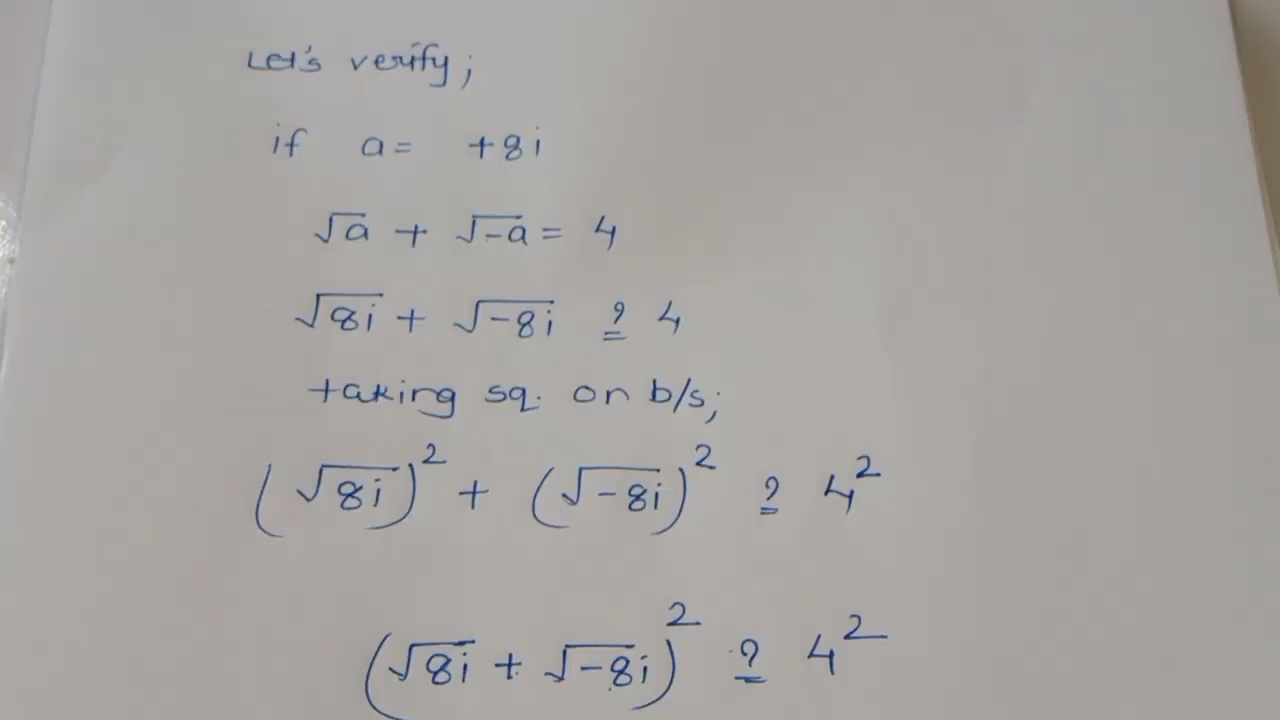 Let's verify;
if a = +8i
√a + √-a = 4
√8i + √-8i ≟ 4
taking sq. on b/s;
(√8i)² + (√-8i)² ≟ 4²
(√8i + √-8i)² ≟ 4²